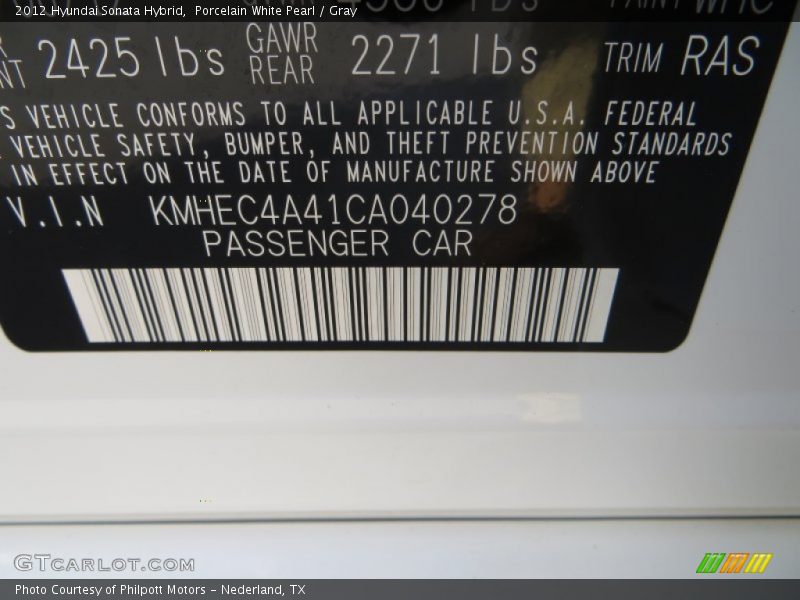 2012 Hyundai Sonata Hybrid, Porcelain White Pearl / Gray
2425 lbs GAWR REAR 2271 lbs TRIM RAS
VEHICLE CONFORMS TO ALL APPLICABLE U.S.A. FEDERAL
VEHICLE SAFETY, BUMPER, AND THEFT PREVENTION STANDARDS
IN EFFECT ON THE DATE OF MANUFACTURE SHOWN ABOVE
V.I.N KMHEC4A41CA040278
PASSENGER CAR
GTCARLOT.COM
Photo Courtesy of Philpott Motors - Nederland, TX